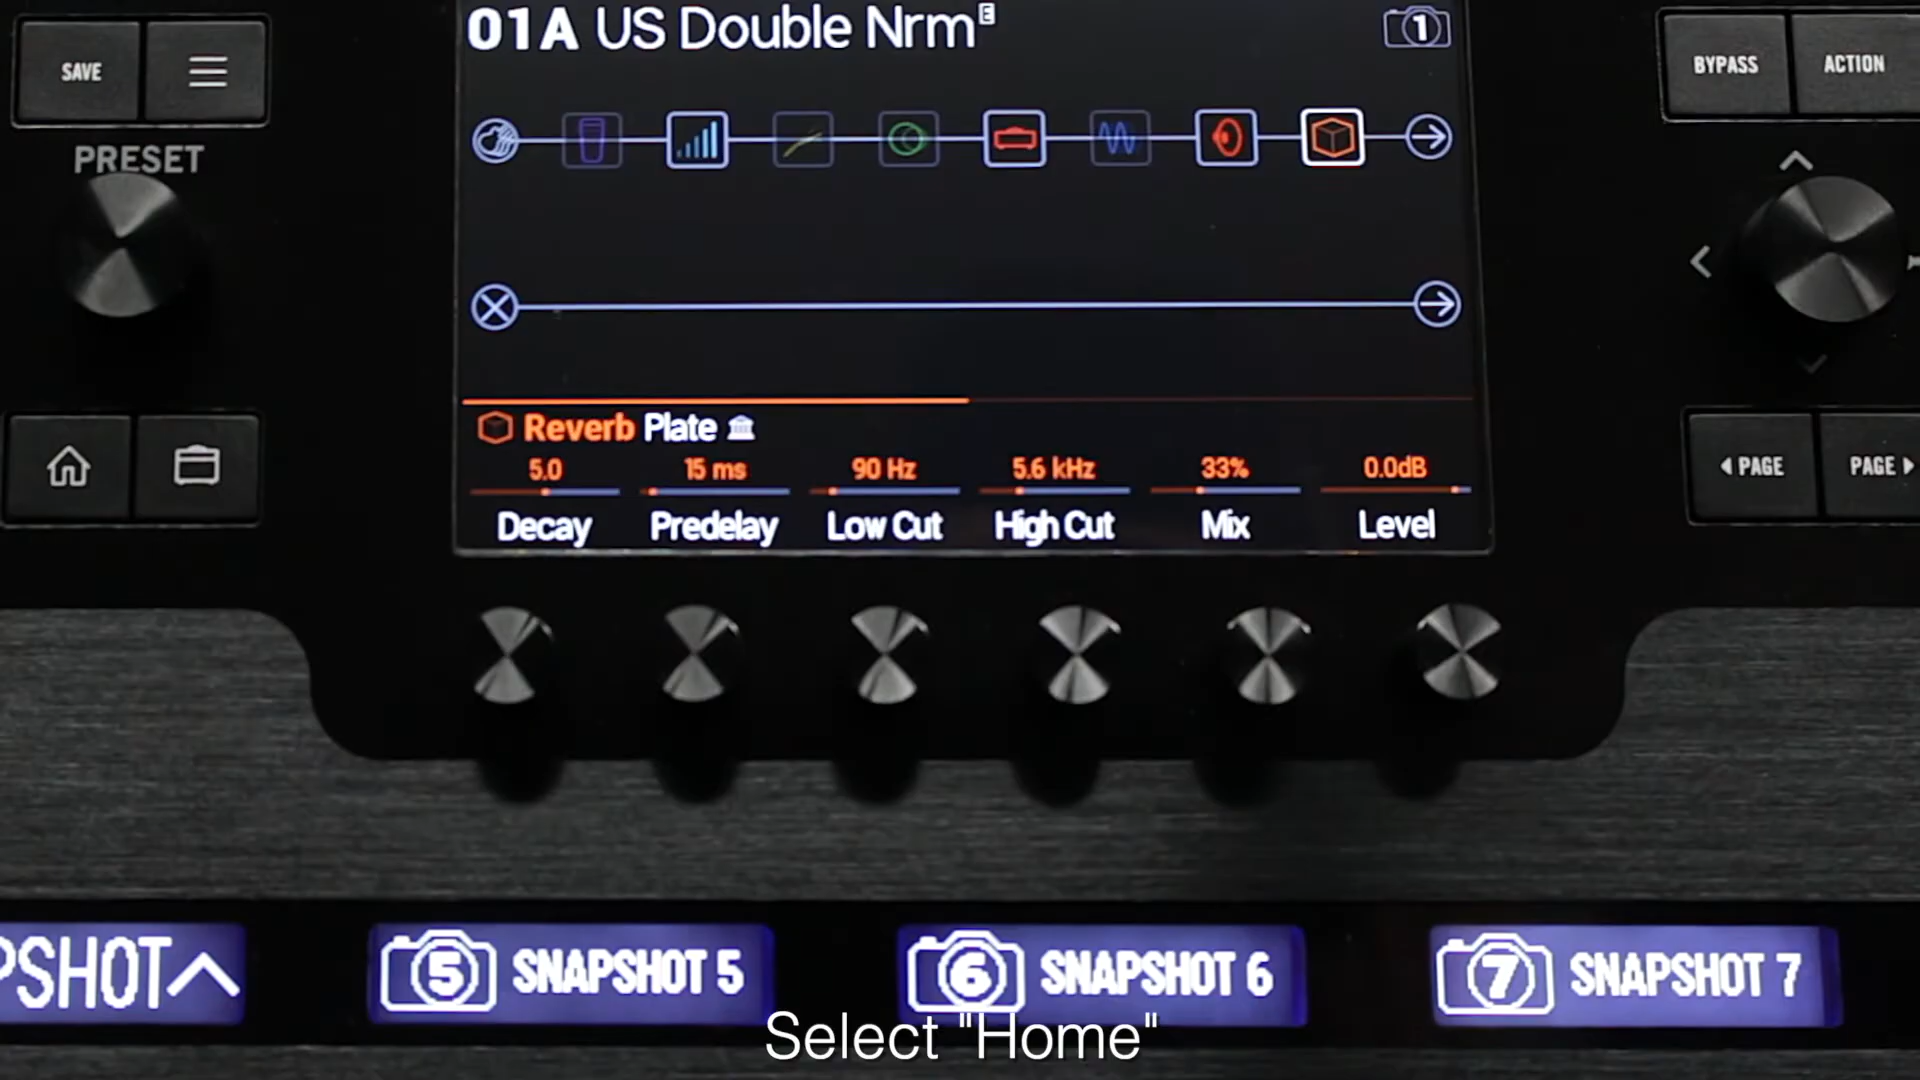 01A US Double Nrm E
1
SAVE
BYPASS
ACTION
PRESET
Reverb Plate
5.0
15 ms
90 Hz
5.6 kHz
33%
0.0dB
Decay
Predelay
Low Cut
High Cut
Mix
Level
PAGE
PAGE
PSHOT
5 SNAPSHOT 5
6 SNAPSHOT 6
7 SNAPSHOT 7
Select "Home"